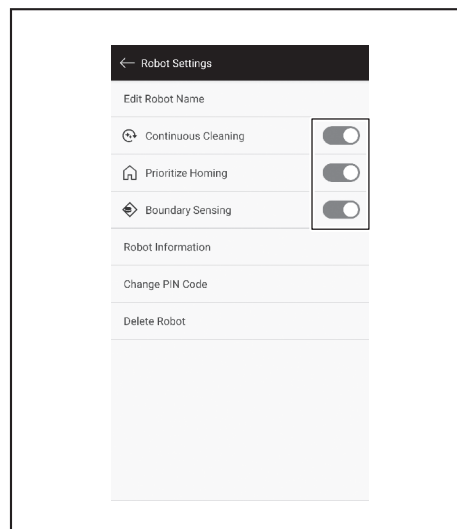 Robot Settings
Edit Robot Name
Continuous Cleaning
Prioritize Homing
Boundary Sensing
Robot Information
Change PIN Code
Delete Robot